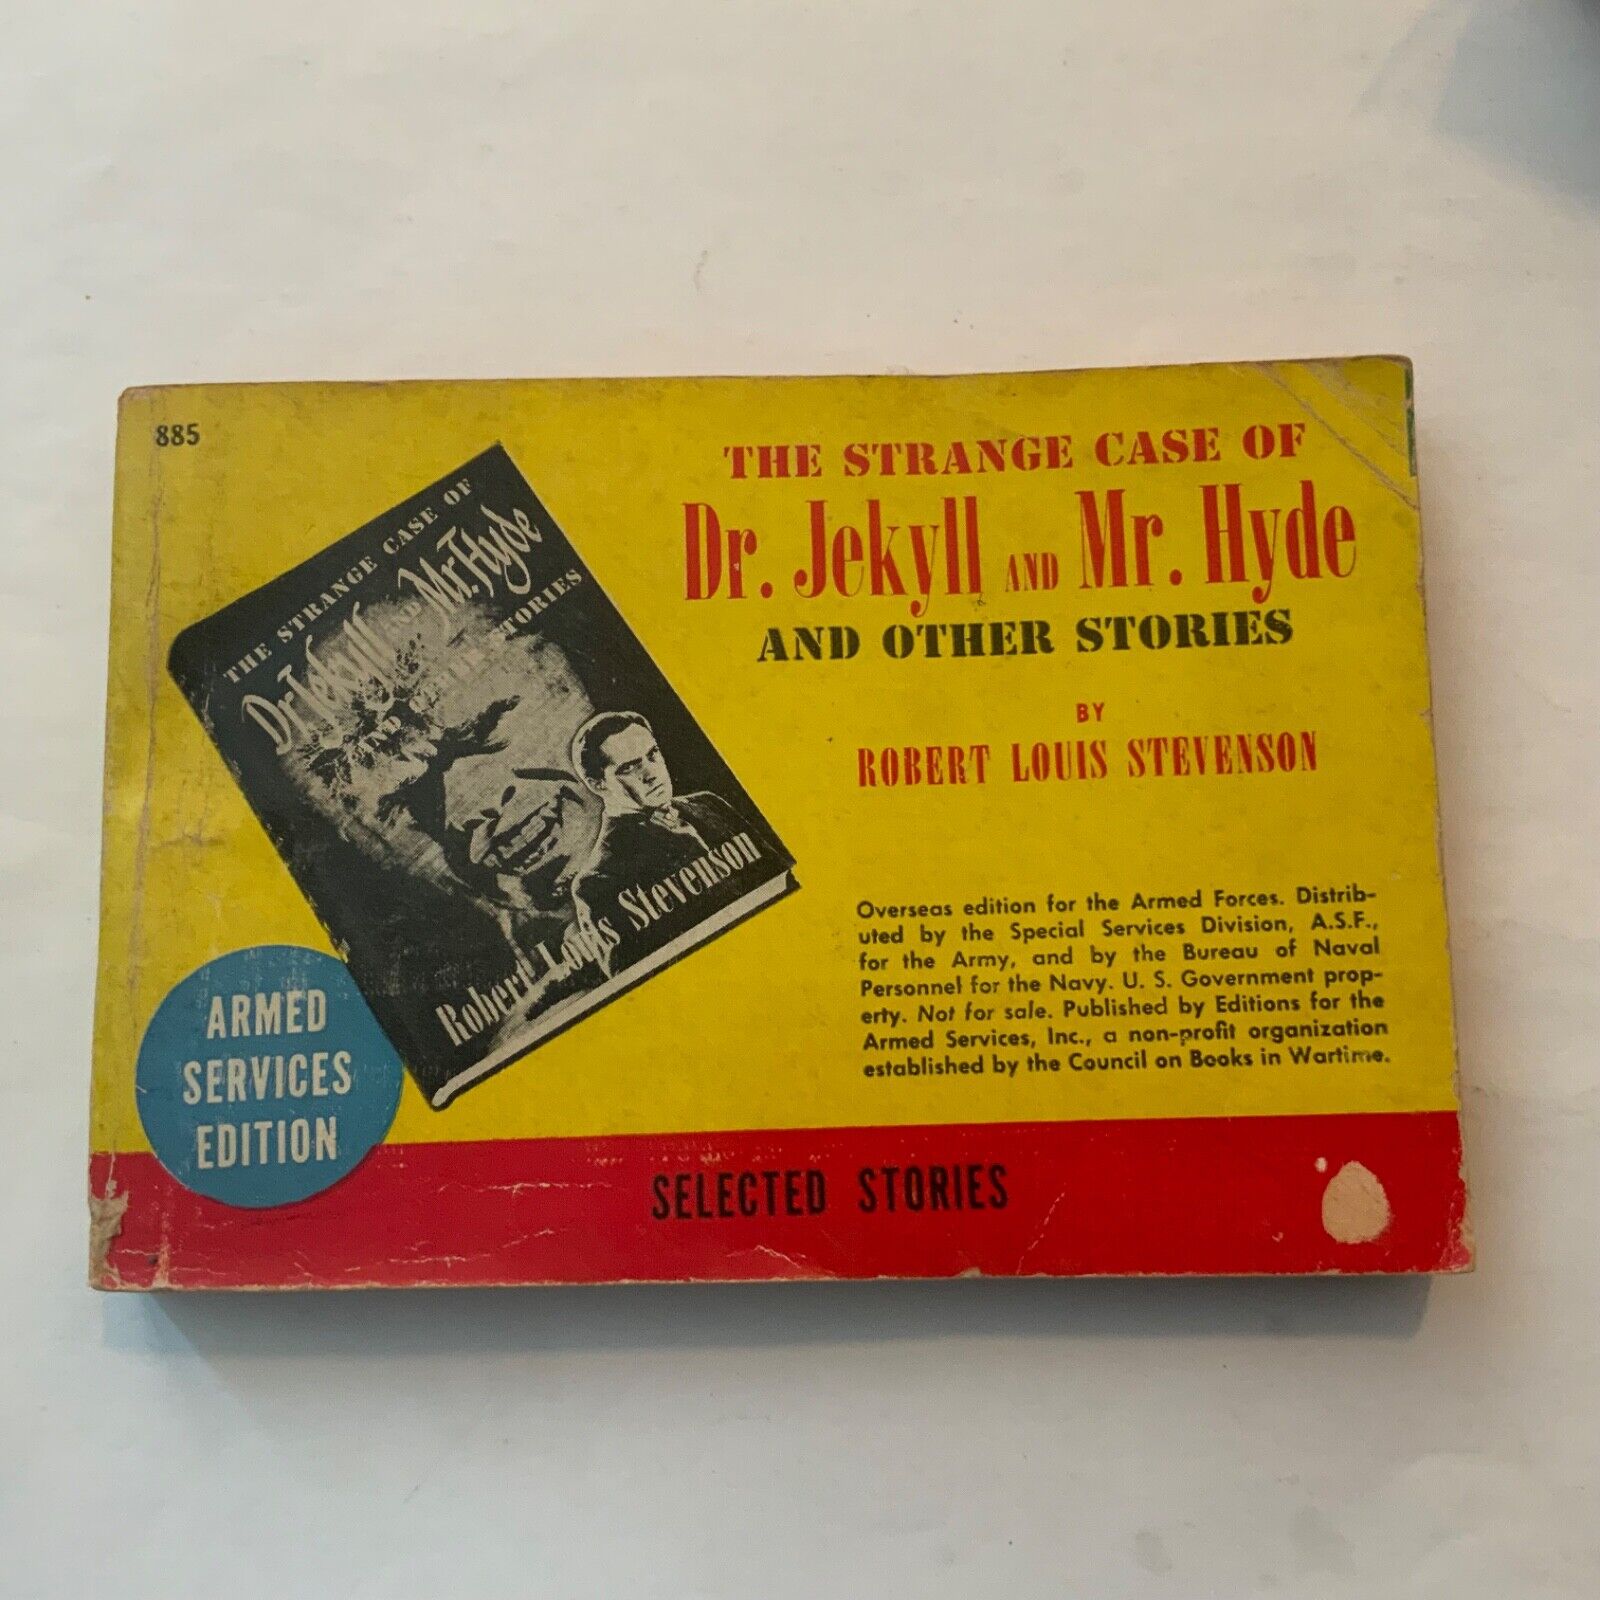 885
THE STRANGE CASE OF
Dr. Jekyll AND Mr. Hyde
AND OTHER STORIES
BY
ROBERT LOUIS STEVENSON
THE STRANGE CASE OF
Dr. Jekyll AND Mr. Hyde
AND OTHER STORIES
Robert Louis Stevenson
Overseas edition for the Armed Forces. Distrib-
uted by the Special Services Division, A.S.F.,
for the Army, and by the Bureau of Naval
Personnel for the Navy. U. S. Government prop-
erty. Not for sale. Published by Editions for the
Armed Services, Inc., a non-profit organization
established by the Council on Books in Wartime.
ARMED
SERVICES
EDITION
SELECTED STORIES